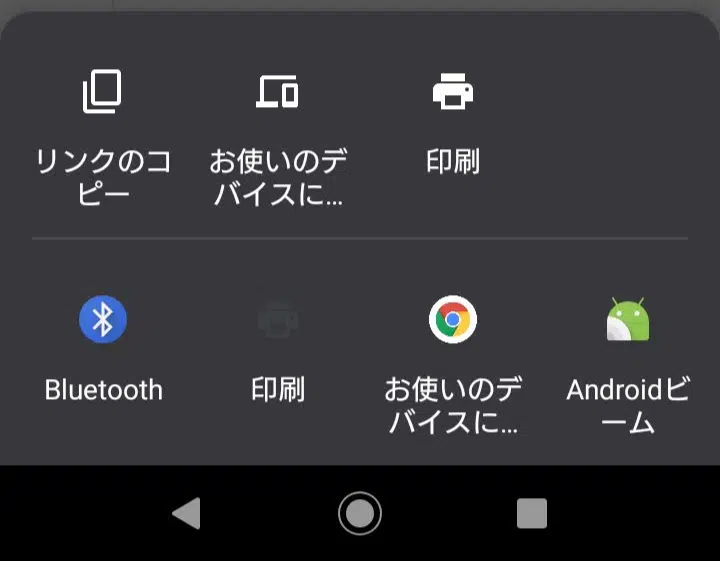 リンクのコ
ピー
お使いのデ
バイスに...
印刷
Bluetooth
印刷
お使いのデ
バイスに...
Androidビ
ーム